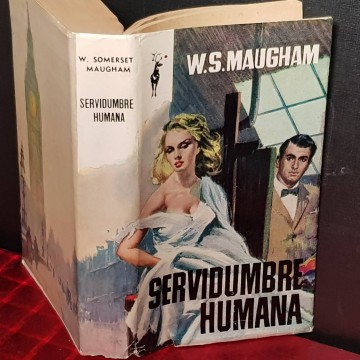 W. SOMERSET
MAUGHAM
SERVIDUMBRE
HUMANA
W.S. MAUGHAM
SERVIDUMBRE
HUMANA